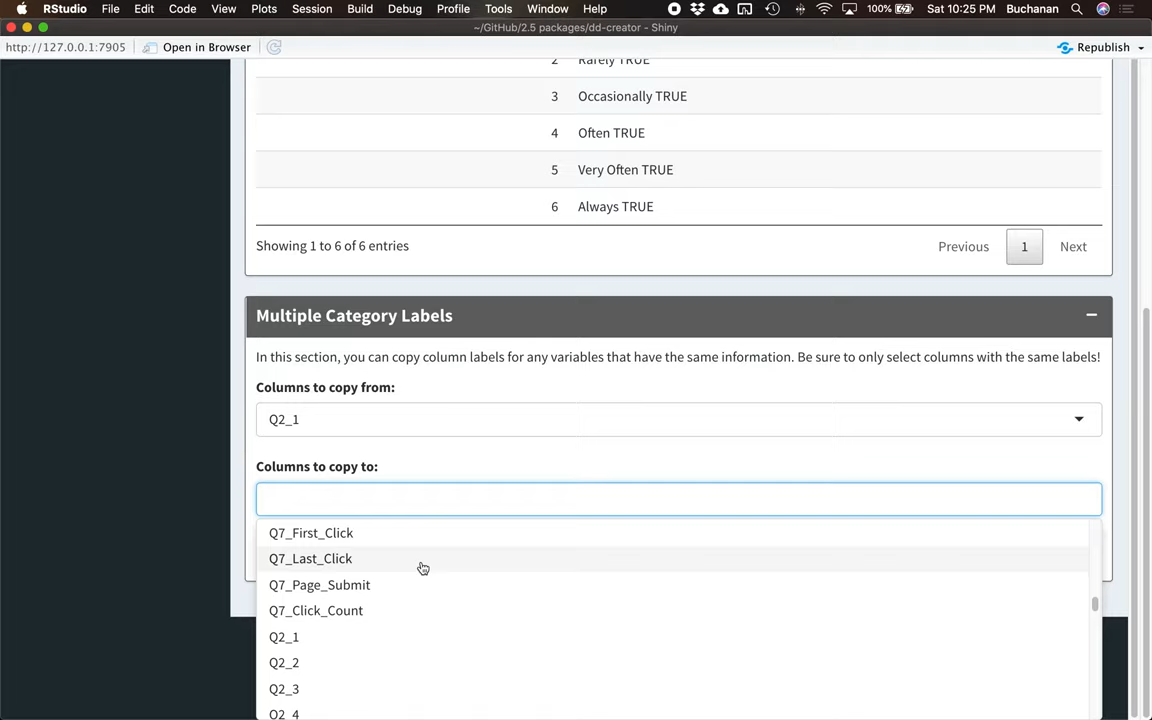 RStudio File Edit Code View Plots Session Build Debug Profile Tools Window Help 100% Sat 10:25 PM Buchanan
~/GitHub/2.5 packages/dd-creator - Shiny
http://127.0.0.1:7905 Open in Browser Republish
2 Rarely TRUE
3 Occasionally TRUE
4 Often TRUE
5 Very Often TRUE
6 Always TRUE
Showing 1 to 6 of 6 entries Previous 1 Next
Multiple Category Labels
In this section, you can copy column labels for any variables that have the same information. Be sure to only select columns with the same labels!
Columns to copy from:
Q2_1
Columns to copy to:
Q7_First_Click
Q7_Last_Click
Q7_Page_Submit
Q7_Click_Count
Q2_1
Q2_2
Q2_3
Q2_4